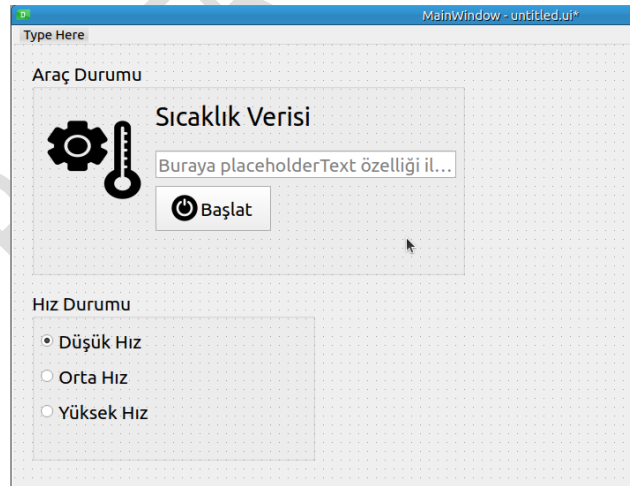 MainWindow - untitled.ui*
Type Here
Araç Durumu
Sıcaklık Verisi
Buraya placeholderText özelliği il...
Başlat
Hız Durumu
Düşük Hız
Orta Hız
Yüksek Hız